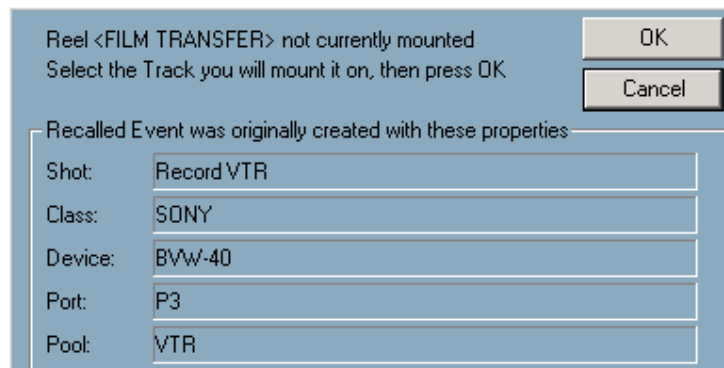 Reel <FILM TRANSFER> not currently mounted
Select the Track you will mount it on, then press OK
OK
Cancel
Recalled Event was originally created with these properties
Shot: Record VTR
Class: SONY
Device: BVW-40
Port: P3
Pool: VTR